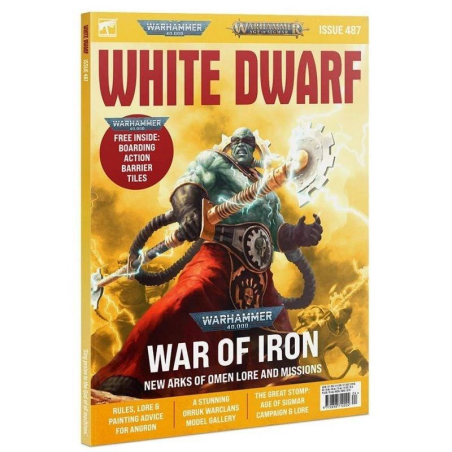 WARHAMMER
40,000
WARHAMMER
AGE OF SIGMAR
ISSUE 487
WHITE DWARF
WARHAMMER
40,000
FREE INSIDE:
BOARDING
ACTION
BARRIER
TILES
WARHAMMER
40,000
WAR OF IRON
NEW ARKS OF OMEN LORE AND MISSIONS
RULES, LORE &
PAINTING ADVICE
FOR ANGRON
A STUNNING
ORRUK WARCLANS
MODEL GALLERY
THE GREAT STOMP:
AGE OF SIGMAR
CAMPAIGN & LORE
WHITE DWARF
ISSUE 487